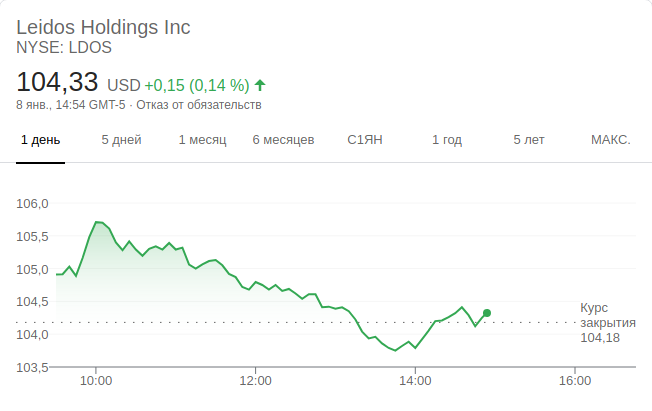 Leidos Holdings Inc
NYSE: LDOS
104,33 USD +0,15 (0,14 %)
8 янв., 14:54 GMT-5 · Отказ от обязательств
1 день 5 дней 1 месяц 6 месяцев С1ЯН 1 год 5 лет МАКС.
106,0
105,5
105,0
104,5
104,0
103,5
Курс
закрытия
104,18
10:00 12:00 14:00 16:00